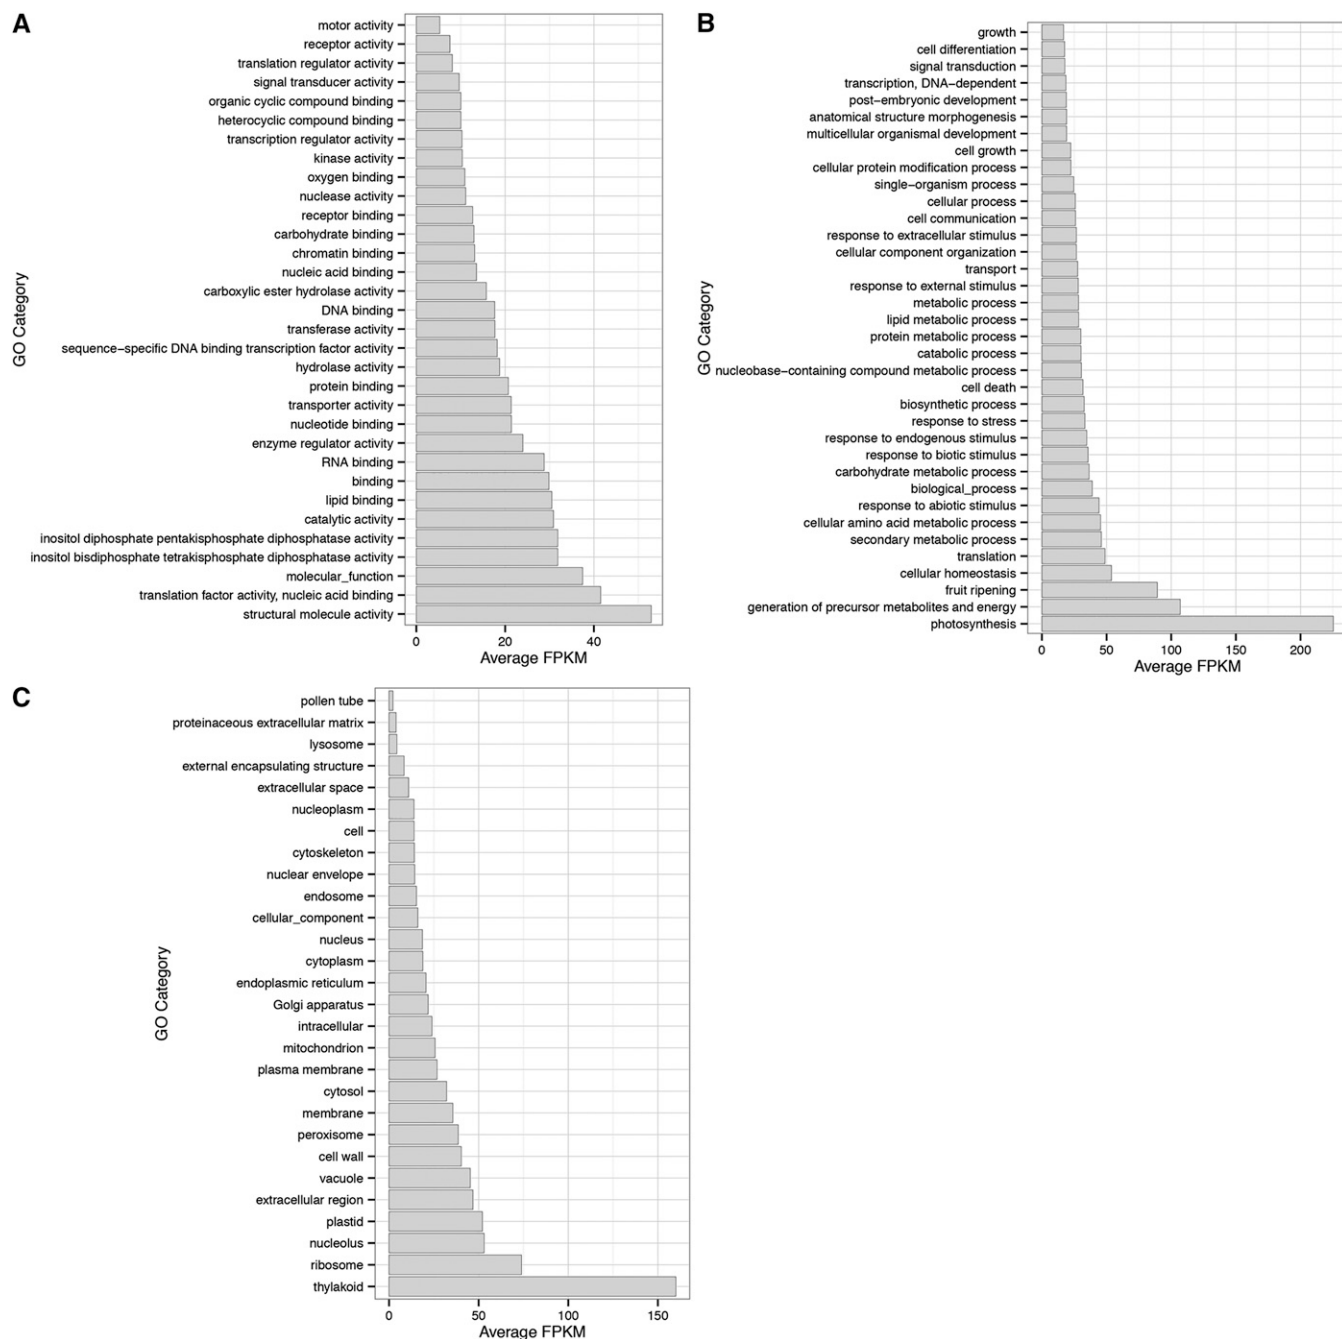 A
GO Category
motor activity
receptor activity
translation regulator activity
signal transducer activity
organic cyclic compound binding
heterocyclic compound binding
transcription regulator activity
kinase activity
oxygen binding
nuclease activity
receptor binding
carbohydrate binding
chromatin binding
nucleic acid binding
carboxylic ester hydrolase activity
DNA binding
transferase activity
sequence−specific DNA binding transcription factor activity
hydrolase activity
protein binding
transporter activity
nucleotide binding
enzyme regulator activity
RNA binding
binding
lipid binding
catalytic activity
inositol diphosphate pentakisphosphate diphosphatase activity
inositol bisdiphosphate tetrakisphosphate diphosphatase activity
molecular_function
translation factor activity, nucleic acid binding
structural molecule activity
0 20 40
Average FPKM
B
GO Category
growth
cell differentiation
signal transduction
transcription, DNA−dependent
post−embryonic development
anatomical structure morphogenesis
multicellular organismal development
cell growth
cellular protein modification process
single−organism process
cellular process
cell communication
response to extracellular stimulus
cellular component organization
transport
response to external stimulus
metabolic process
lipid metabolic process
protein metabolic process
catabolic process
nucleobase−containing compound metabolic process
cell death
biosynthetic process
response to stress
response to endogenous stimulus
response to biotic stimulus
carbohydrate metabolic process
biological_process
response to abiotic stimulus
cellular amino acid metabolic process
secondary metabolic process
translation
cellular homeostasis
fruit ripening
generation of precursor metabolites and energy
photosynthesis
0 50 100 150 200
Average FPKM
C
GO Category
pollen tube
proteinaceous extracellular matrix
lysosome
external encapsulating structure
extracellular space
nucleoplasm
cell
cytoskeleton
nuclear envelope
endosome
cellular_component
nucleus
cytoplasm
endoplasmic reticulum
Golgi apparatus
intracellular
mitochondrion
plasma membrane
cytosol
membrane
peroxisome
cell wall
vacuole
extracellular region
plastid
nucleolus
ribosome
thylakoid
0 50 100 150
Average FPKM